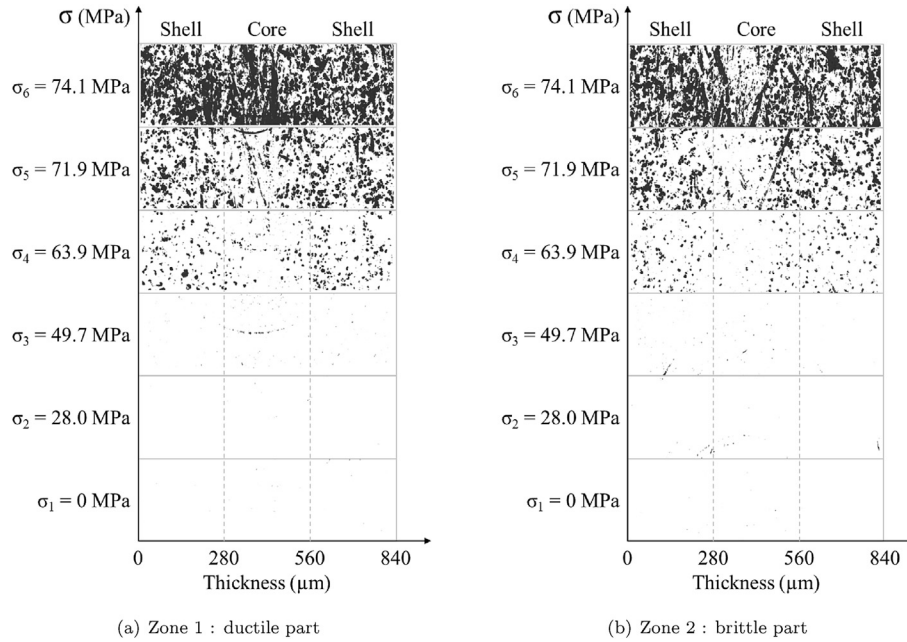 σ (MPa)
Shell Core Shell
σ₆ = 74.1 MPa
σ₅ = 71.9 MPa
σ₄ = 63.9 MPa
σ₃ = 49.7 MPa
σ₂ = 28.0 MPa
σ₁ = 0 MPa
0 280 560 840
Thickness (µm)
(a) Zone 1 : ductile part
σ (MPa)
Shell Core Shell
σ₆ = 74.1 MPa
σ₅ = 71.9 MPa
σ₄ = 63.9 MPa
σ₃ = 49.7 MPa
σ₂ = 28.0 MPa
σ₁ = 0 MPa
0 280 560 840
Thickness (µm)
(b) Zone 2 : brittle part